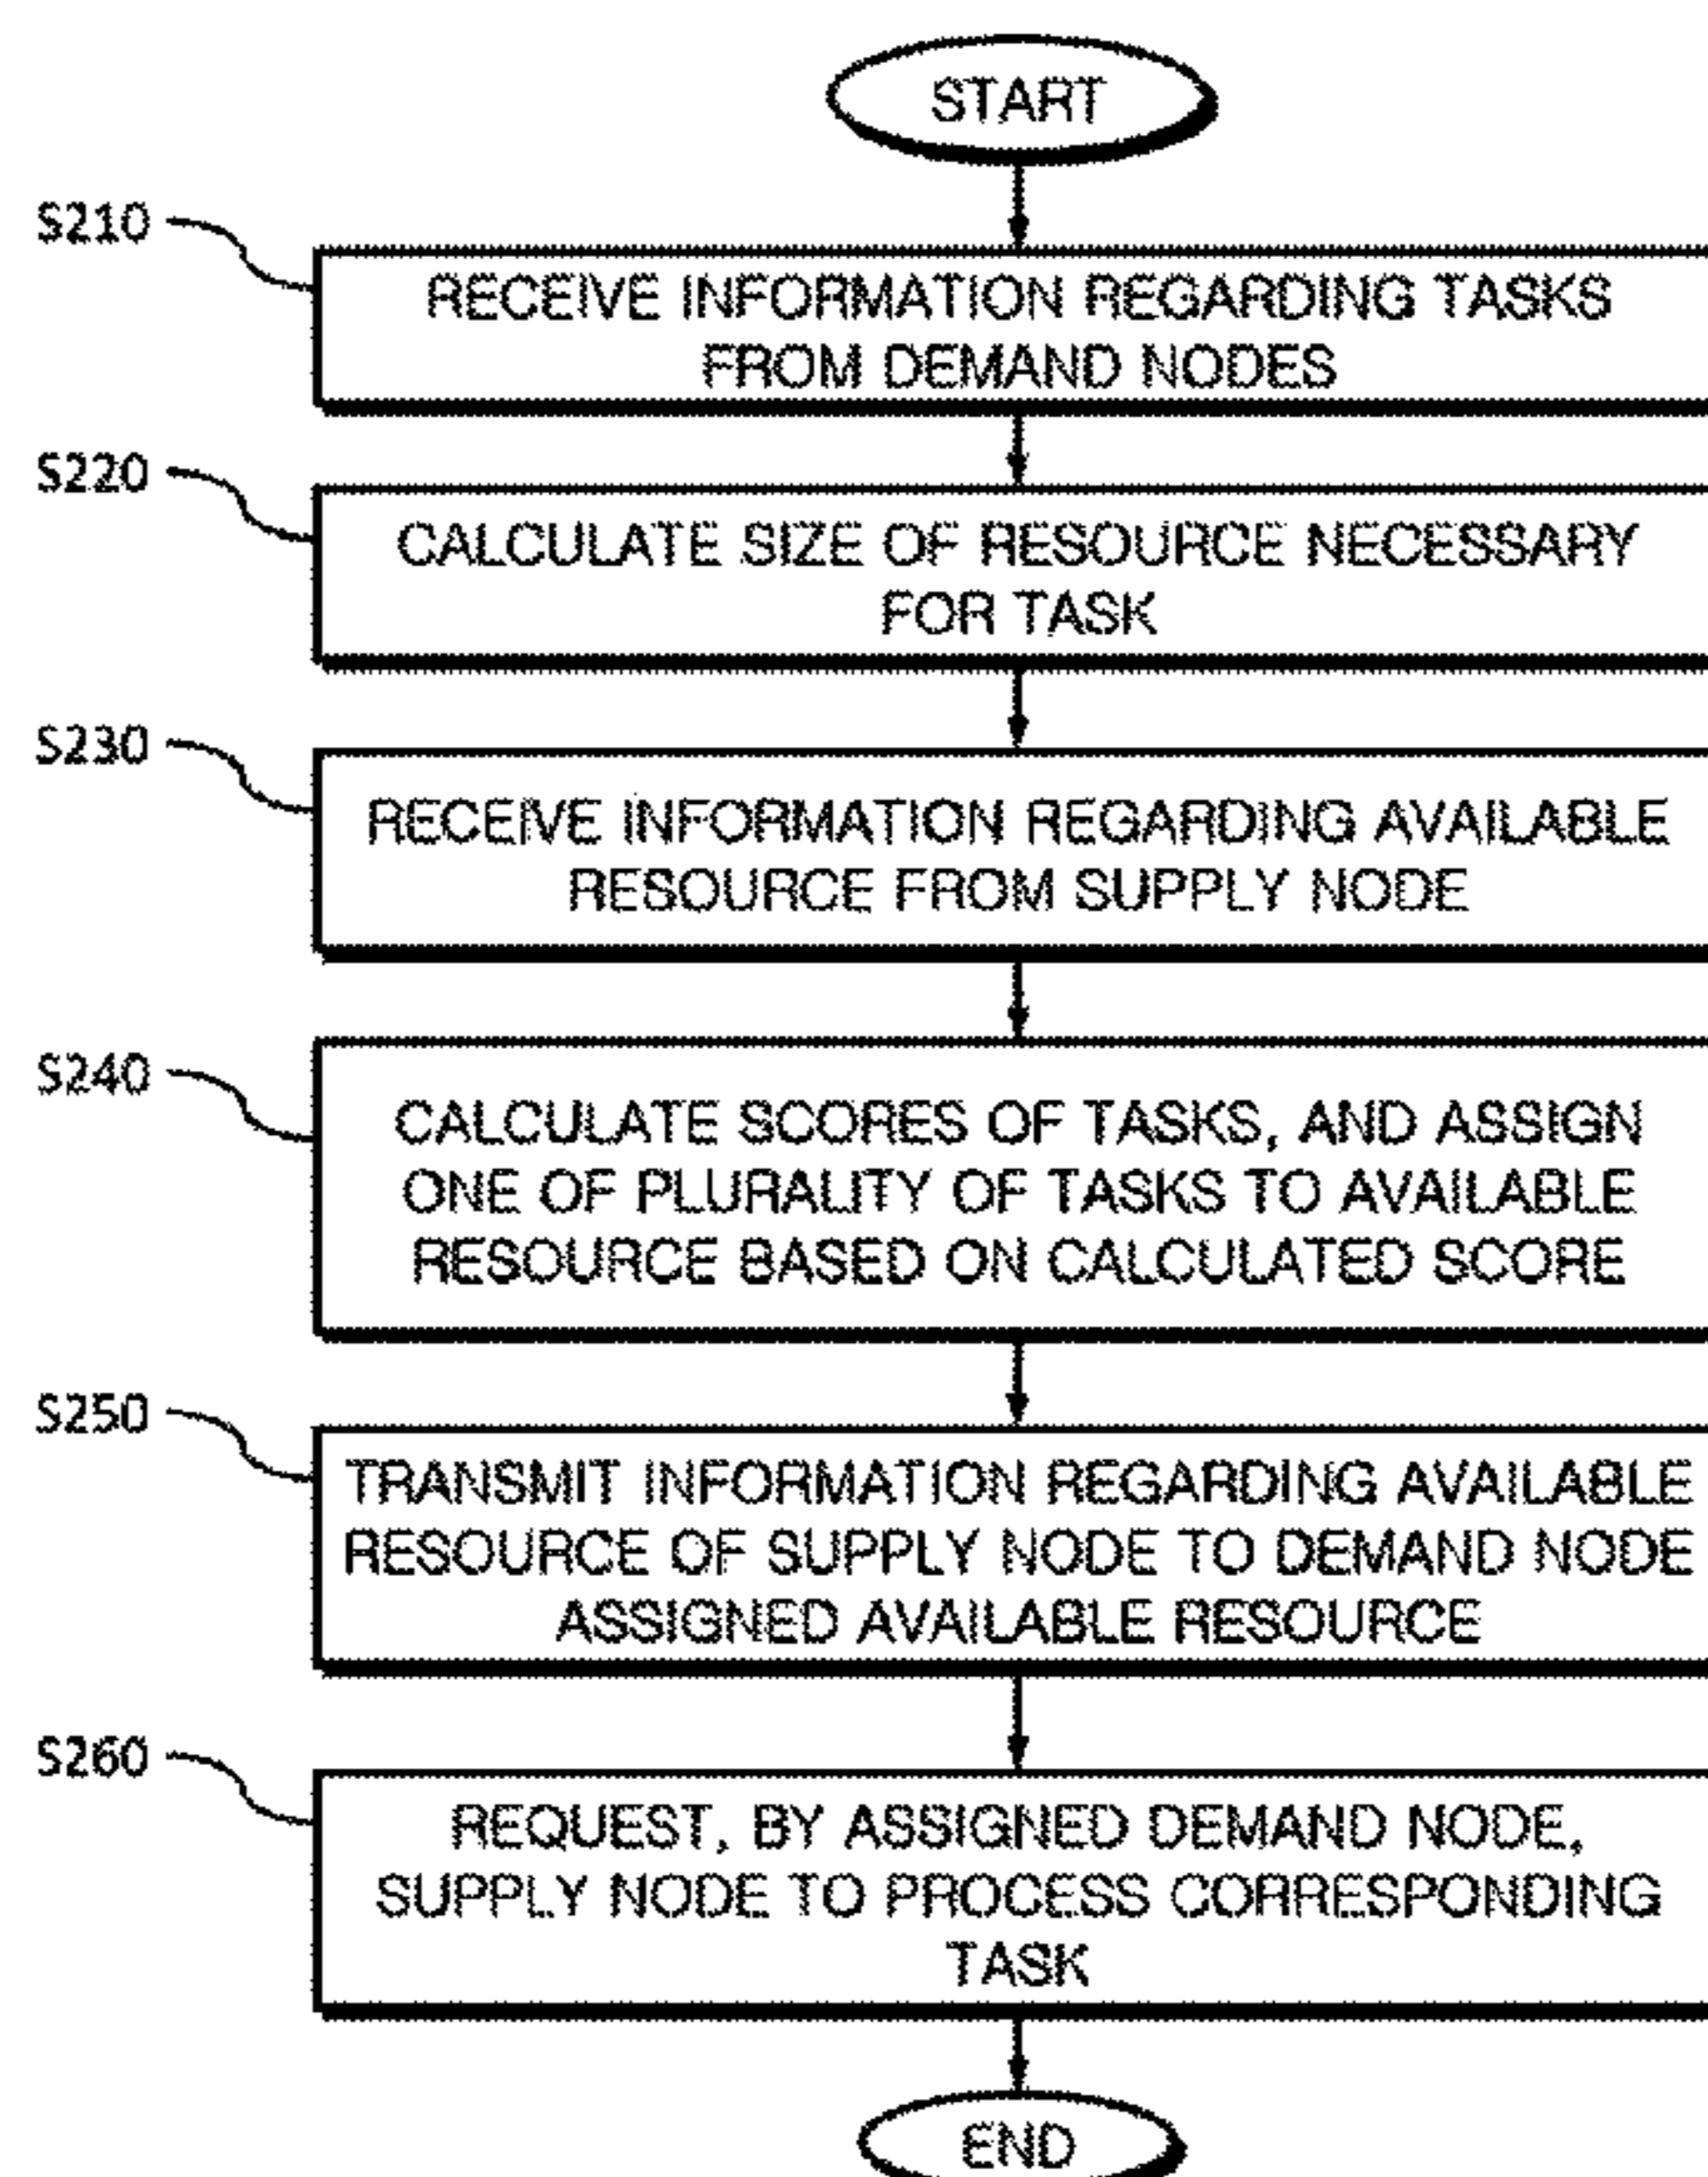 START
S210
RECEIVE INFORMATION REGARDING TASKS
FROM DEMAND NODES
S220
CALCULATE SIZE OF RESOURCE NECESSARY
FOR TASK
S230
RECEIVE INFORMATION REGARDING AVAILABLE
RESOURCE FROM SUPPLY NODE
S240
CALCULATE SCORES OF TASKS, AND ASSIGN
ONE OF PLURALITY OF TASKS TO AVAILABLE
RESOURCE BASED ON CALCULATED SCORE
S250
TRANSMIT INFORMATION REGARDING AVAILABLE
RESOURCE OF SUPPLY NODE TO DEMAND NODE
ASSIGNED AVAILABLE RESOURCE
S260
REQUEST, BY ASSIGNED DEMAND NODE,
SUPPLY NODE TO PROCESS CORRESPONDING
TASK
END